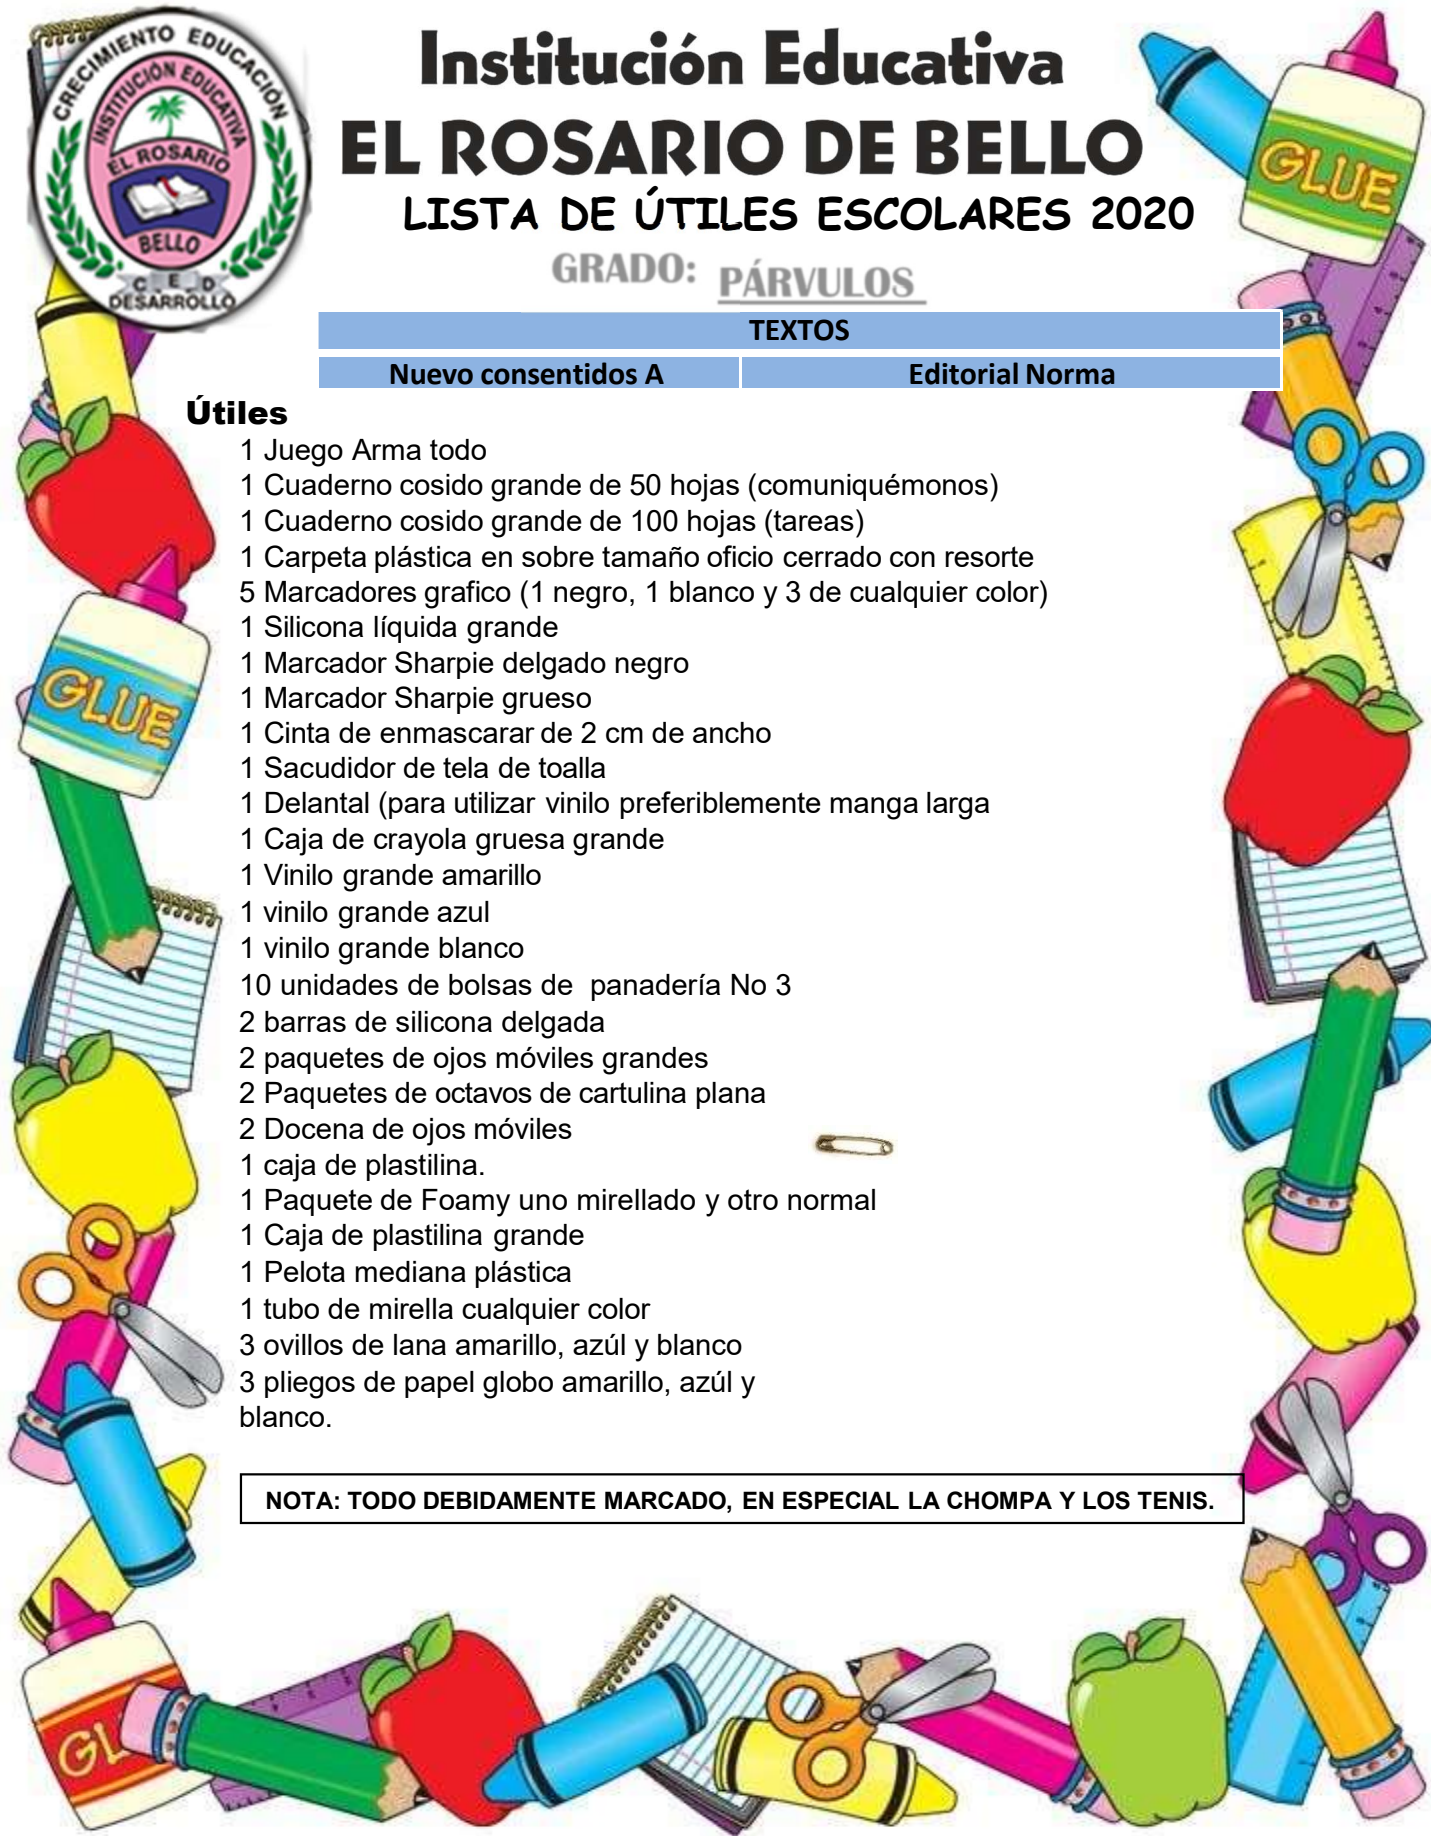 CRECIMIENTO EDUCACIÓN
INSTITUCIÓN EDUCATIVA
EL ROSARIO
BELLO
C E D
DESARROLLO
Institución Educativa
EL ROSARIO DE BELLO
LISTA DE ÚTILES ESCOLARES 2020
GRADO: PÁRVULOS
TEXTOS
Nuevo consentidos A Editorial Norma
Útiles
1 Juego Arma todo
1 Cuaderno cosido grande de 50 hojas (comuniquémonos)
1 Cuaderno cosido grande de 100 hojas (tareas)
1 Carpeta plástica en sobre tamaño oficio cerrado con resorte
5 Marcadores grafico (1 negro, 1 blanco y 3 de cualquier color)
1 Silicona líquida grande
1 Marcador Sharpie delgado negro
1 Marcador Sharpie grueso
1 Cinta de enmascarar de 2 cm de ancho
1 Sacudidor de tela de toalla
1 Delantal (para utilizar vinilo preferiblemente manga larga
1 Caja de crayola gruesa grande
1 Vinilo grande amarillo
1 vinilo grande azul
1 vinilo grande blanco
10 unidades de bolsas de panadería No 3
2 barras de silicona delgada
2 paquetes de ojos móviles grandes
2 Paquetes de octavos de cartulina plana
2 Docena de ojos móviles
1 caja de plastilina.
1 Paquete de Foamy uno mirellado y otro normal
1 Caja de plastilina grande
1 Pelota mediana plástica
1 tubo de mirella cualquier color
3 ovillos de lana amarillo, azúl y blanco
3 pliegos de papel globo amarillo, azúl y
blanco.
NOTA: TODO DEBIDAMENTE MARCADO, EN ESPECIAL LA CHOMPA Y LOS TENIS.
GLUE
GLUE
GL